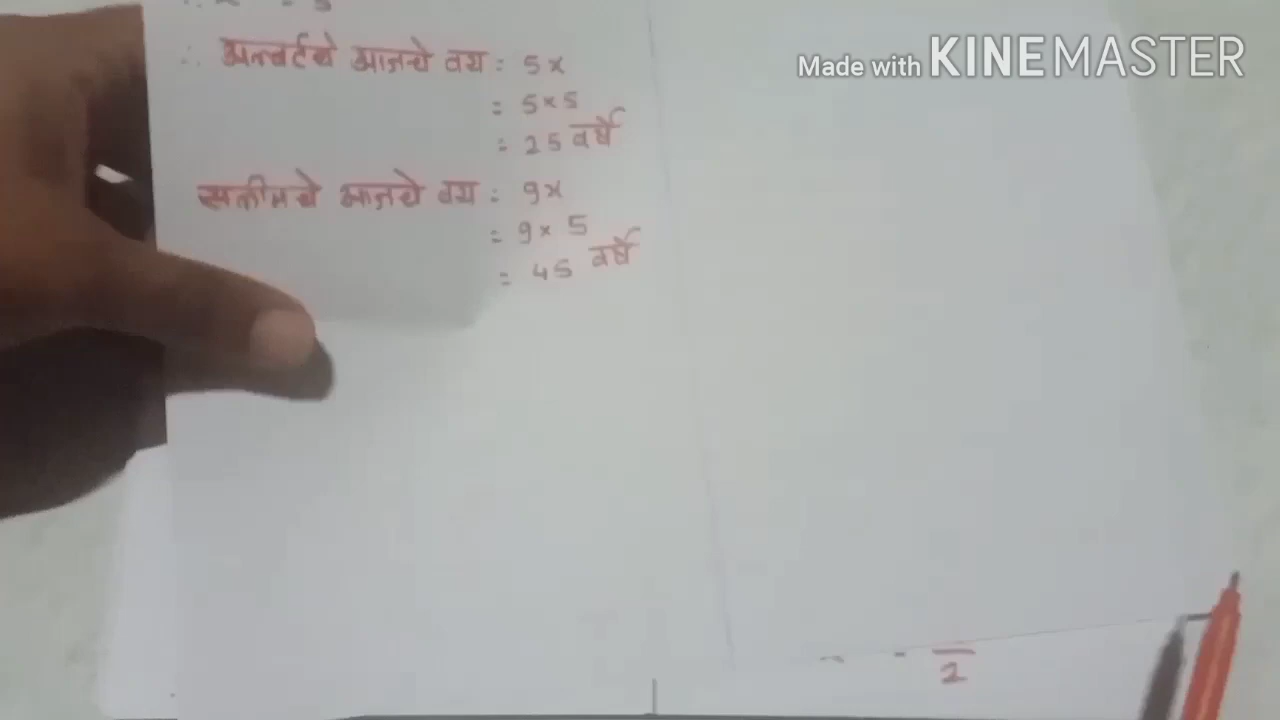 Made with KINEMASTER
∴ अल्बर्टचे आजचे वय = 5x
= 5 × 5
= 25 वर्षे
सलीमचे आजचे वय = 9x
= 9 × 5
= 45 वर्षे
2